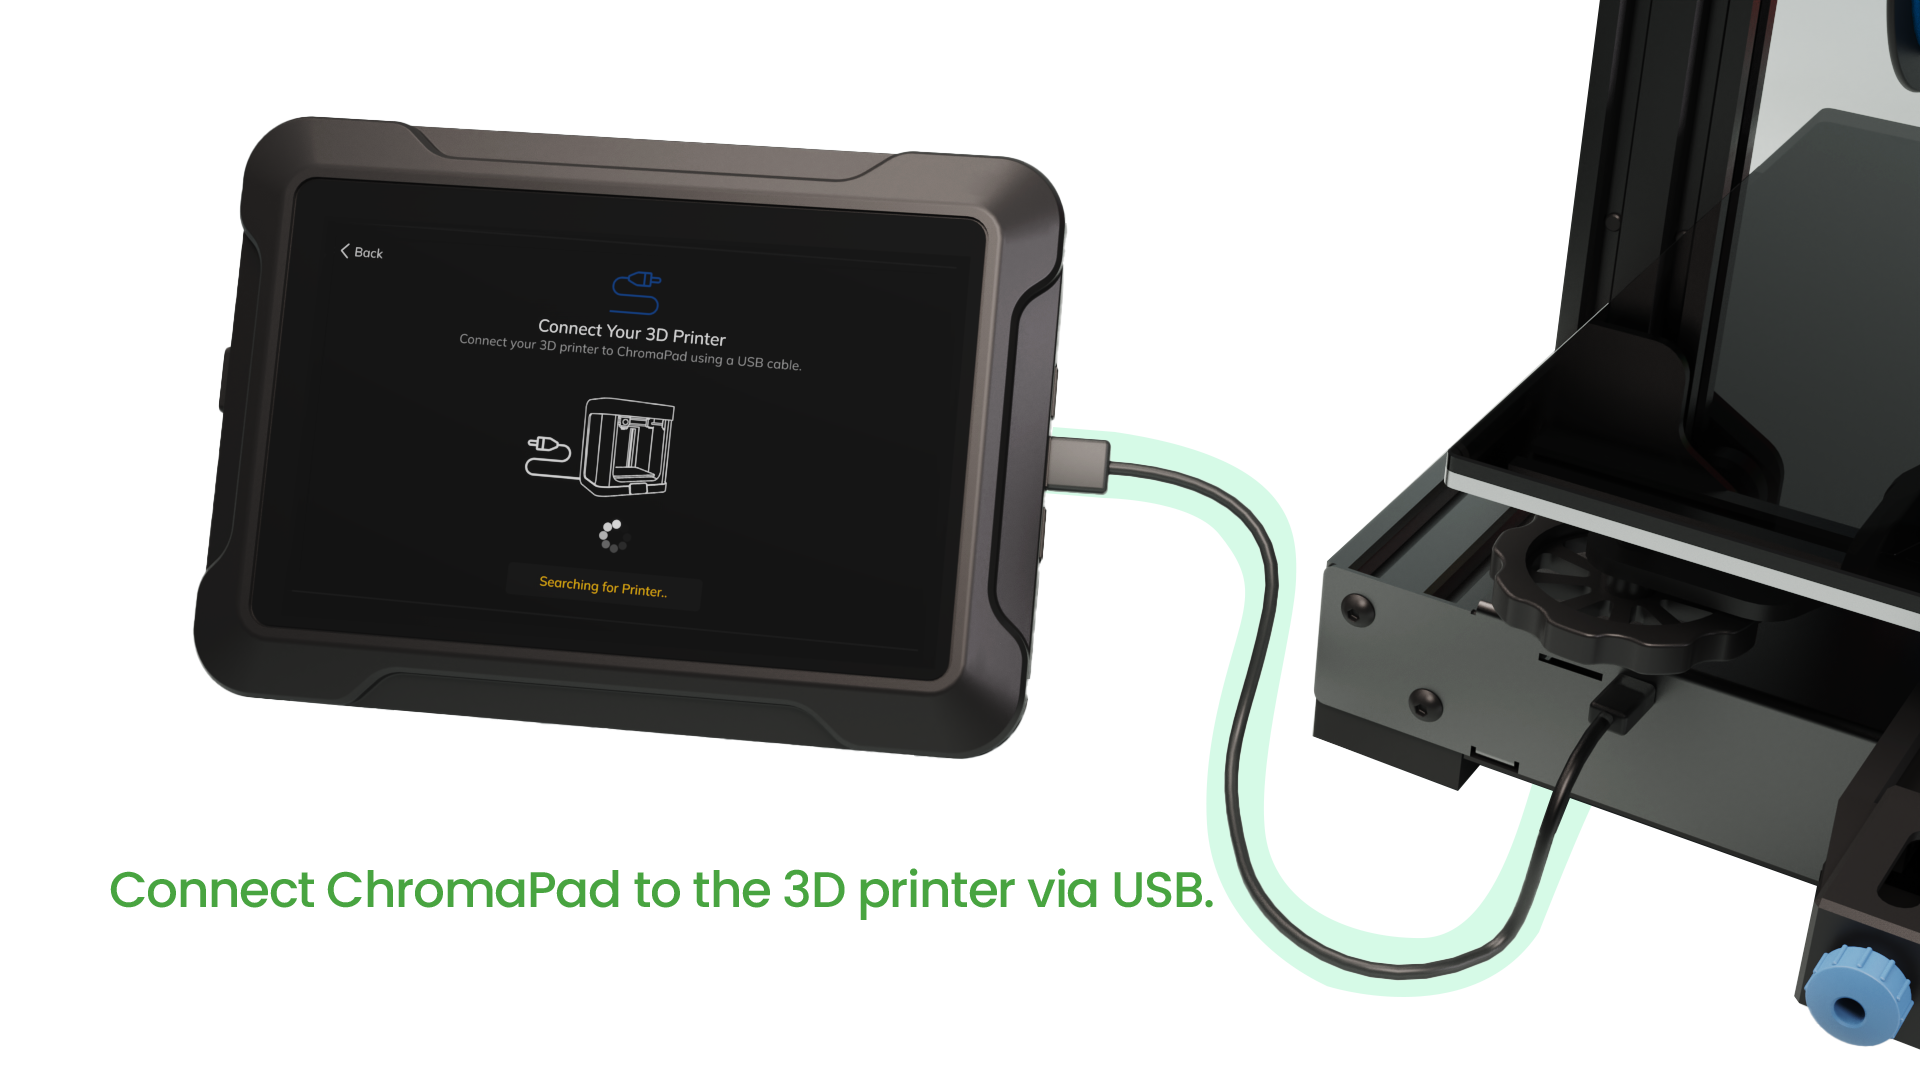 Back
Connect Your 3D Printer
Connect your 3D printer to ChromaPad using a USB cable.
Searching for Printer..
Connect ChromaPad to the 3D printer via USB.